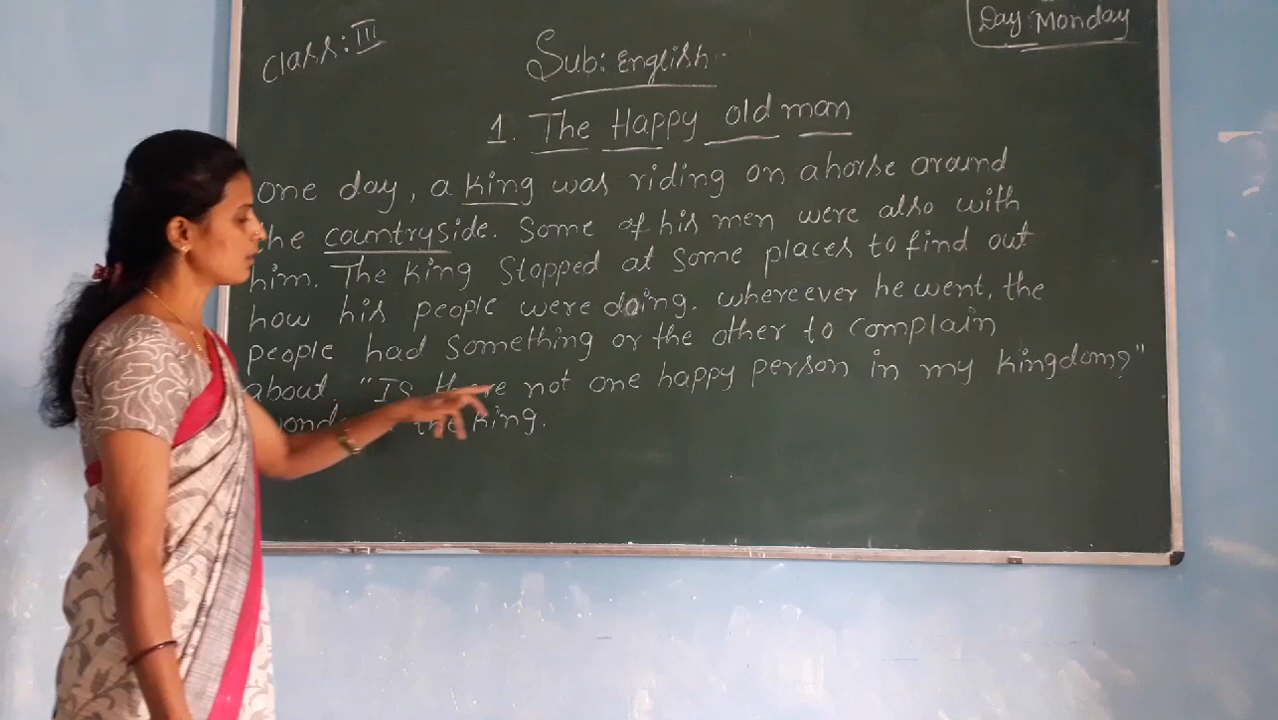 Class: III
Sub: English
Day: Monday
1. The Happy old man
one day, a king was riding on a horse around
the countryside. Some of his men were also with
him. The king stopped at some places to find out
how his people were doing. whereever he went, the
people had something or the other to complain
about. "Is there not one happy person in my kingdom?"
the king.